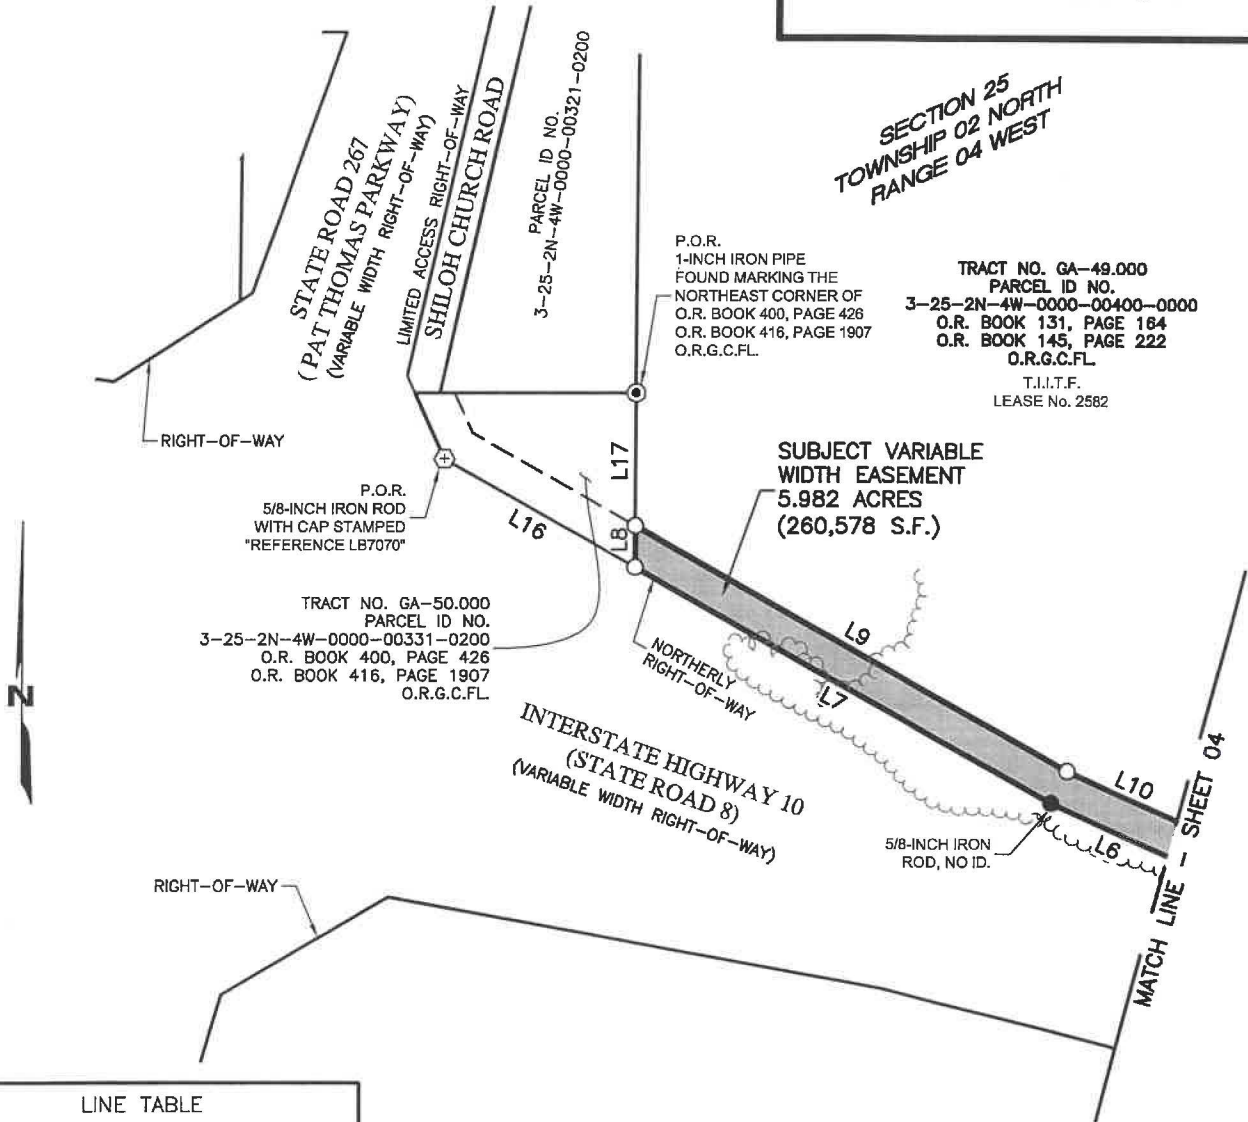 SECTION 25
TOWNSHIP 02 NORTH
RANGE 04 WEST
STATE ROAD 267
(PAT THOMAS PARKWAY)
(VARIABLE WIDTH RIGHT-OF-WAY)
LIMITED ACCESS RIGHT-OF-WAY
SHILOH CHURCH ROAD
PARCEL ID NO.
3-25-2N-4W-0000-00321-0200
P.O.R.
1-INCH IRON PIPE
FOUND MARKING THE
NORTHEAST CORNER OF
O.R. BOOK 400, PAGE 426
O.R. BOOK 416, PAGE 1907
O.R.G.C.FL.
TRACT NO. GA-49.000
PARCEL ID NO.
3-25-2N-4W-0000-00400-0000
O.R. BOOK 131, PAGE 164
O.R. BOOK 145, PAGE 222
O.R.G.C.FL.
T.I.I.T.F.
LEASE No. 2582
RIGHT-OF-WAY
P.O.R.
5/8-INCH IRON ROD
WITH CAP STAMPED
"REFERENCE LB7070"
L17
L16
L8
SUBJECT VARIABLE
WIDTH EASEMENT
5.982 ACRES
(260,578 S.F.)
TRACT NO. GA-50.000
PARCEL ID NO.
3-25-2N-4W-0000-00331-0200
O.R. BOOK 400, PAGE 426
O.R. BOOK 416, PAGE 1907
O.R.G.C.FL.
N
NORTHERLY
RIGHT-OF-WAY
L9
L7
L10
L6
INTERSTATE HIGHWAY 10
(STATE ROAD 8)
(VARIABLE WIDTH RIGHT-OF-WAY)
5/8-INCH IRON
ROD, NO ID.
MATCH LINE - SHEET 04
RIGHT-OF-WAY
LINE TABLE